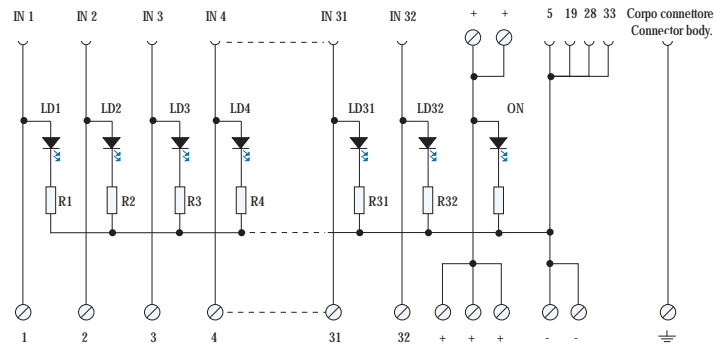 IN 1 IN 2 IN 3 IN 4 IN 31 IN 32 + + 5 19 28 33 Corpo connettore
Connector body.
LD1 LD2 LD3 LD4 LD31 LD32 ON
R1 R2 R3 R4 R31 R32
1 2 3 4 31 32 + + + - -